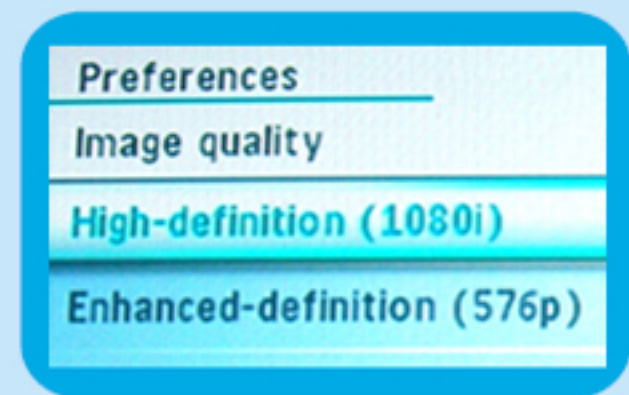 Preferences
Image quality
High-definition (1080i)
Enhanced-definition (576p)